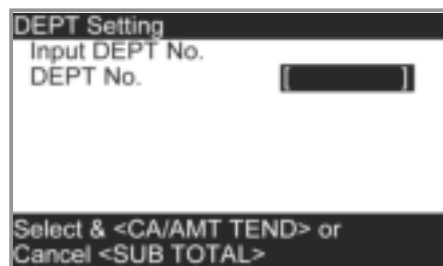 DEPT Setting
Input DEPT No.
DEPT No. [ ]
Select & <CA/AMT TEND> or
Cancel <SUB TOTAL>